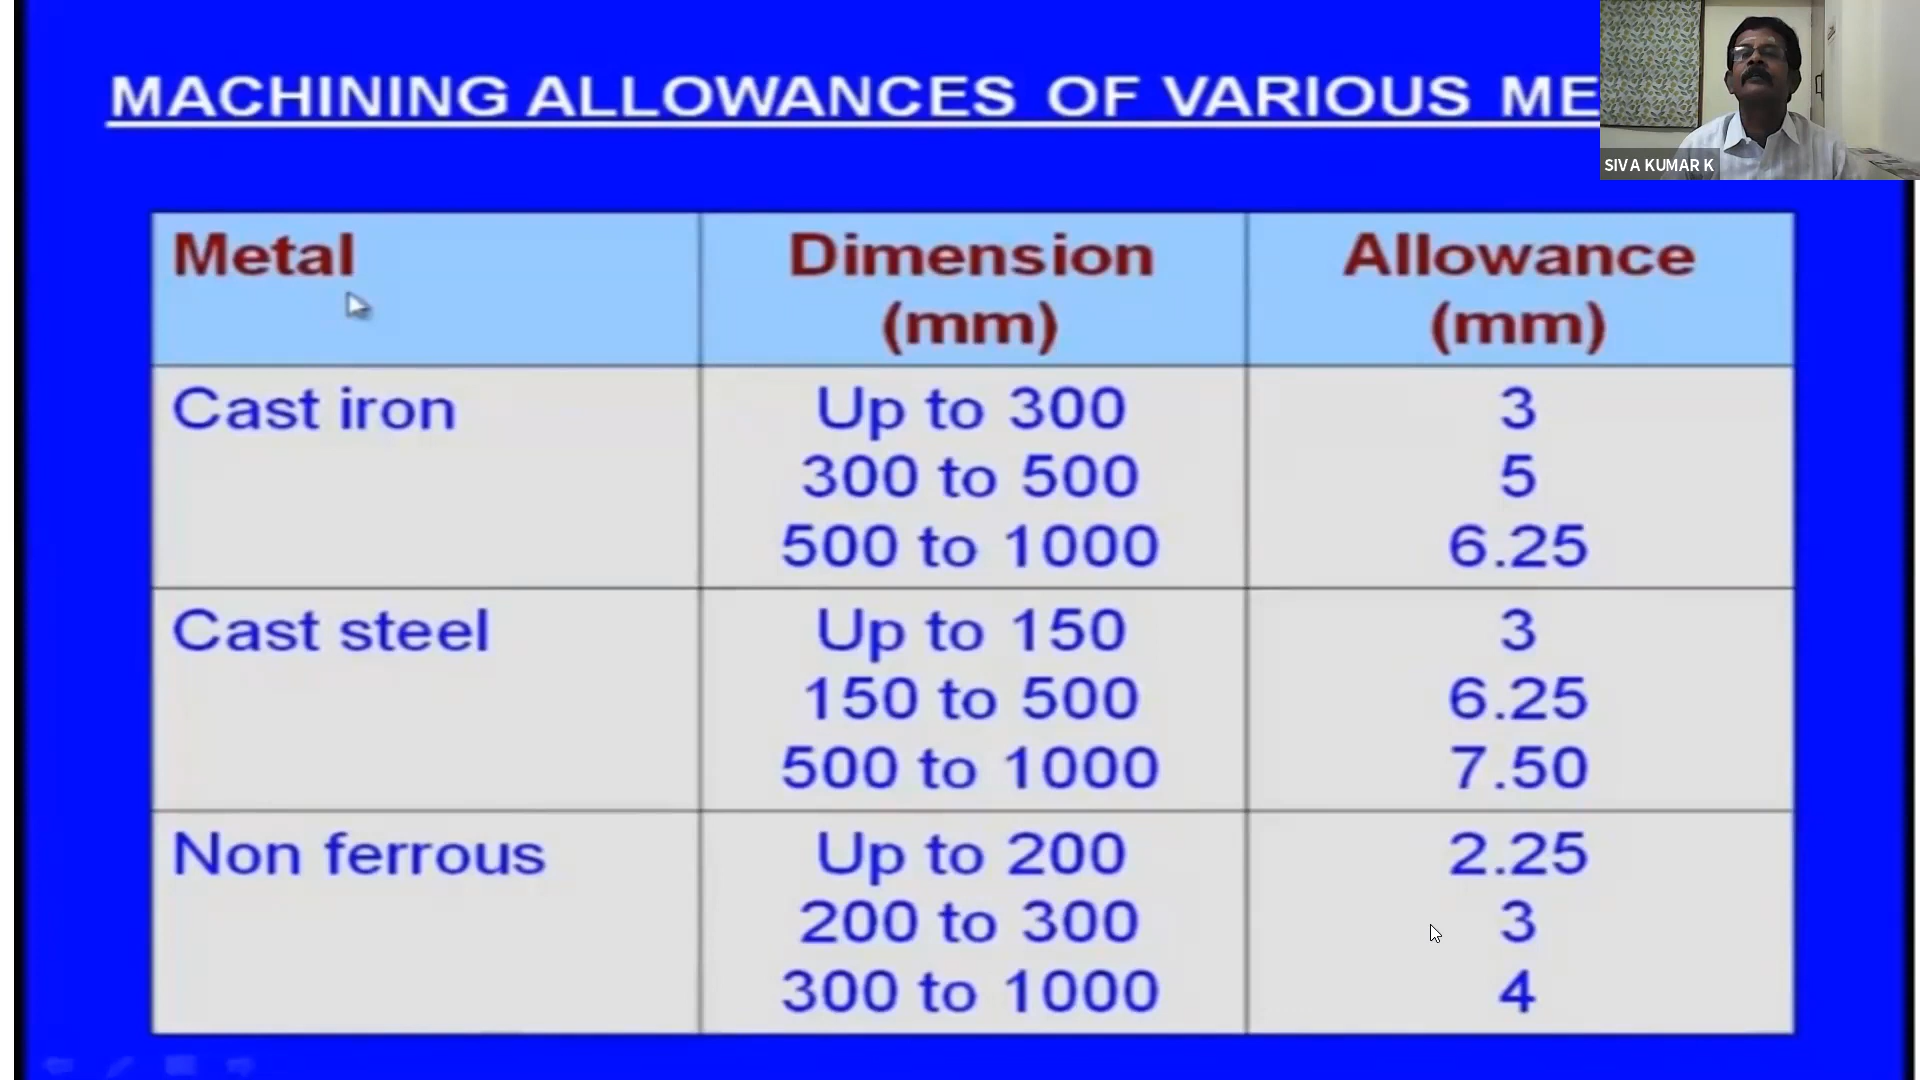 MACHINING ALLOWANCES OF VARIOUS ME
SIVA KUMAR K
Metal Dimension (mm) Allowance (mm)
Cast iron Up to 300 3
300 to 500 5
500 to 1000 6.25
Cast steel Up to 150 3
150 to 500 6.25
500 to 1000 7.50
Non ferrous Up to 200 2.25
200 to 300 3
300 to 1000 4